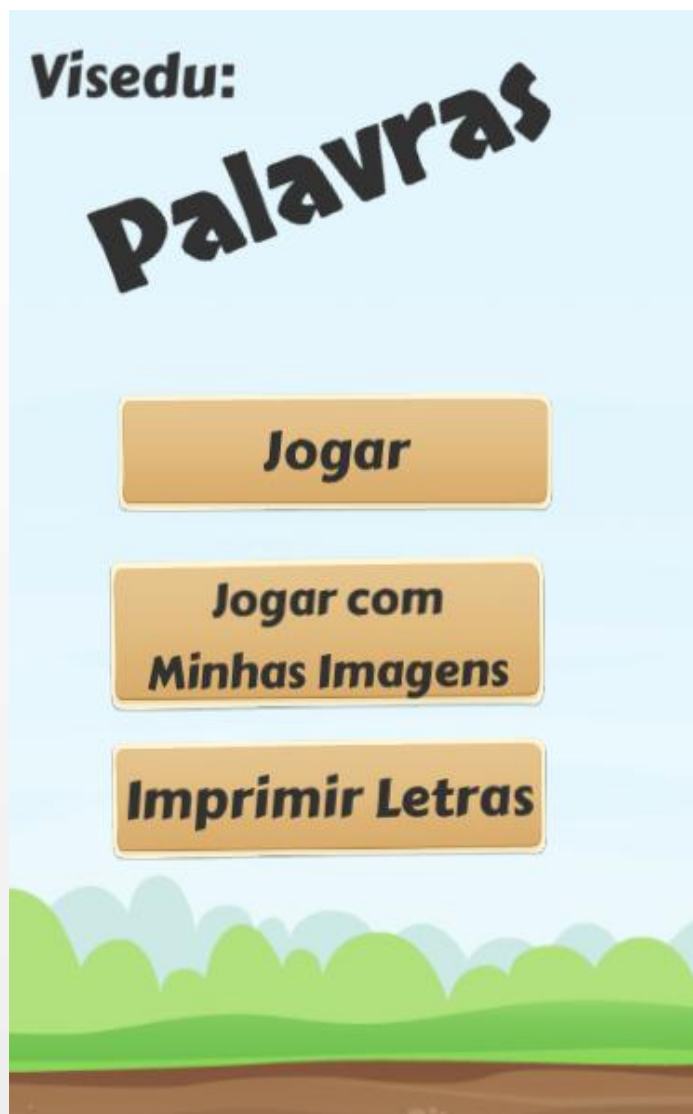 Visedu:
Palavras
Jogar
Jogar com
Minhas Imagens
Imprimir Letras